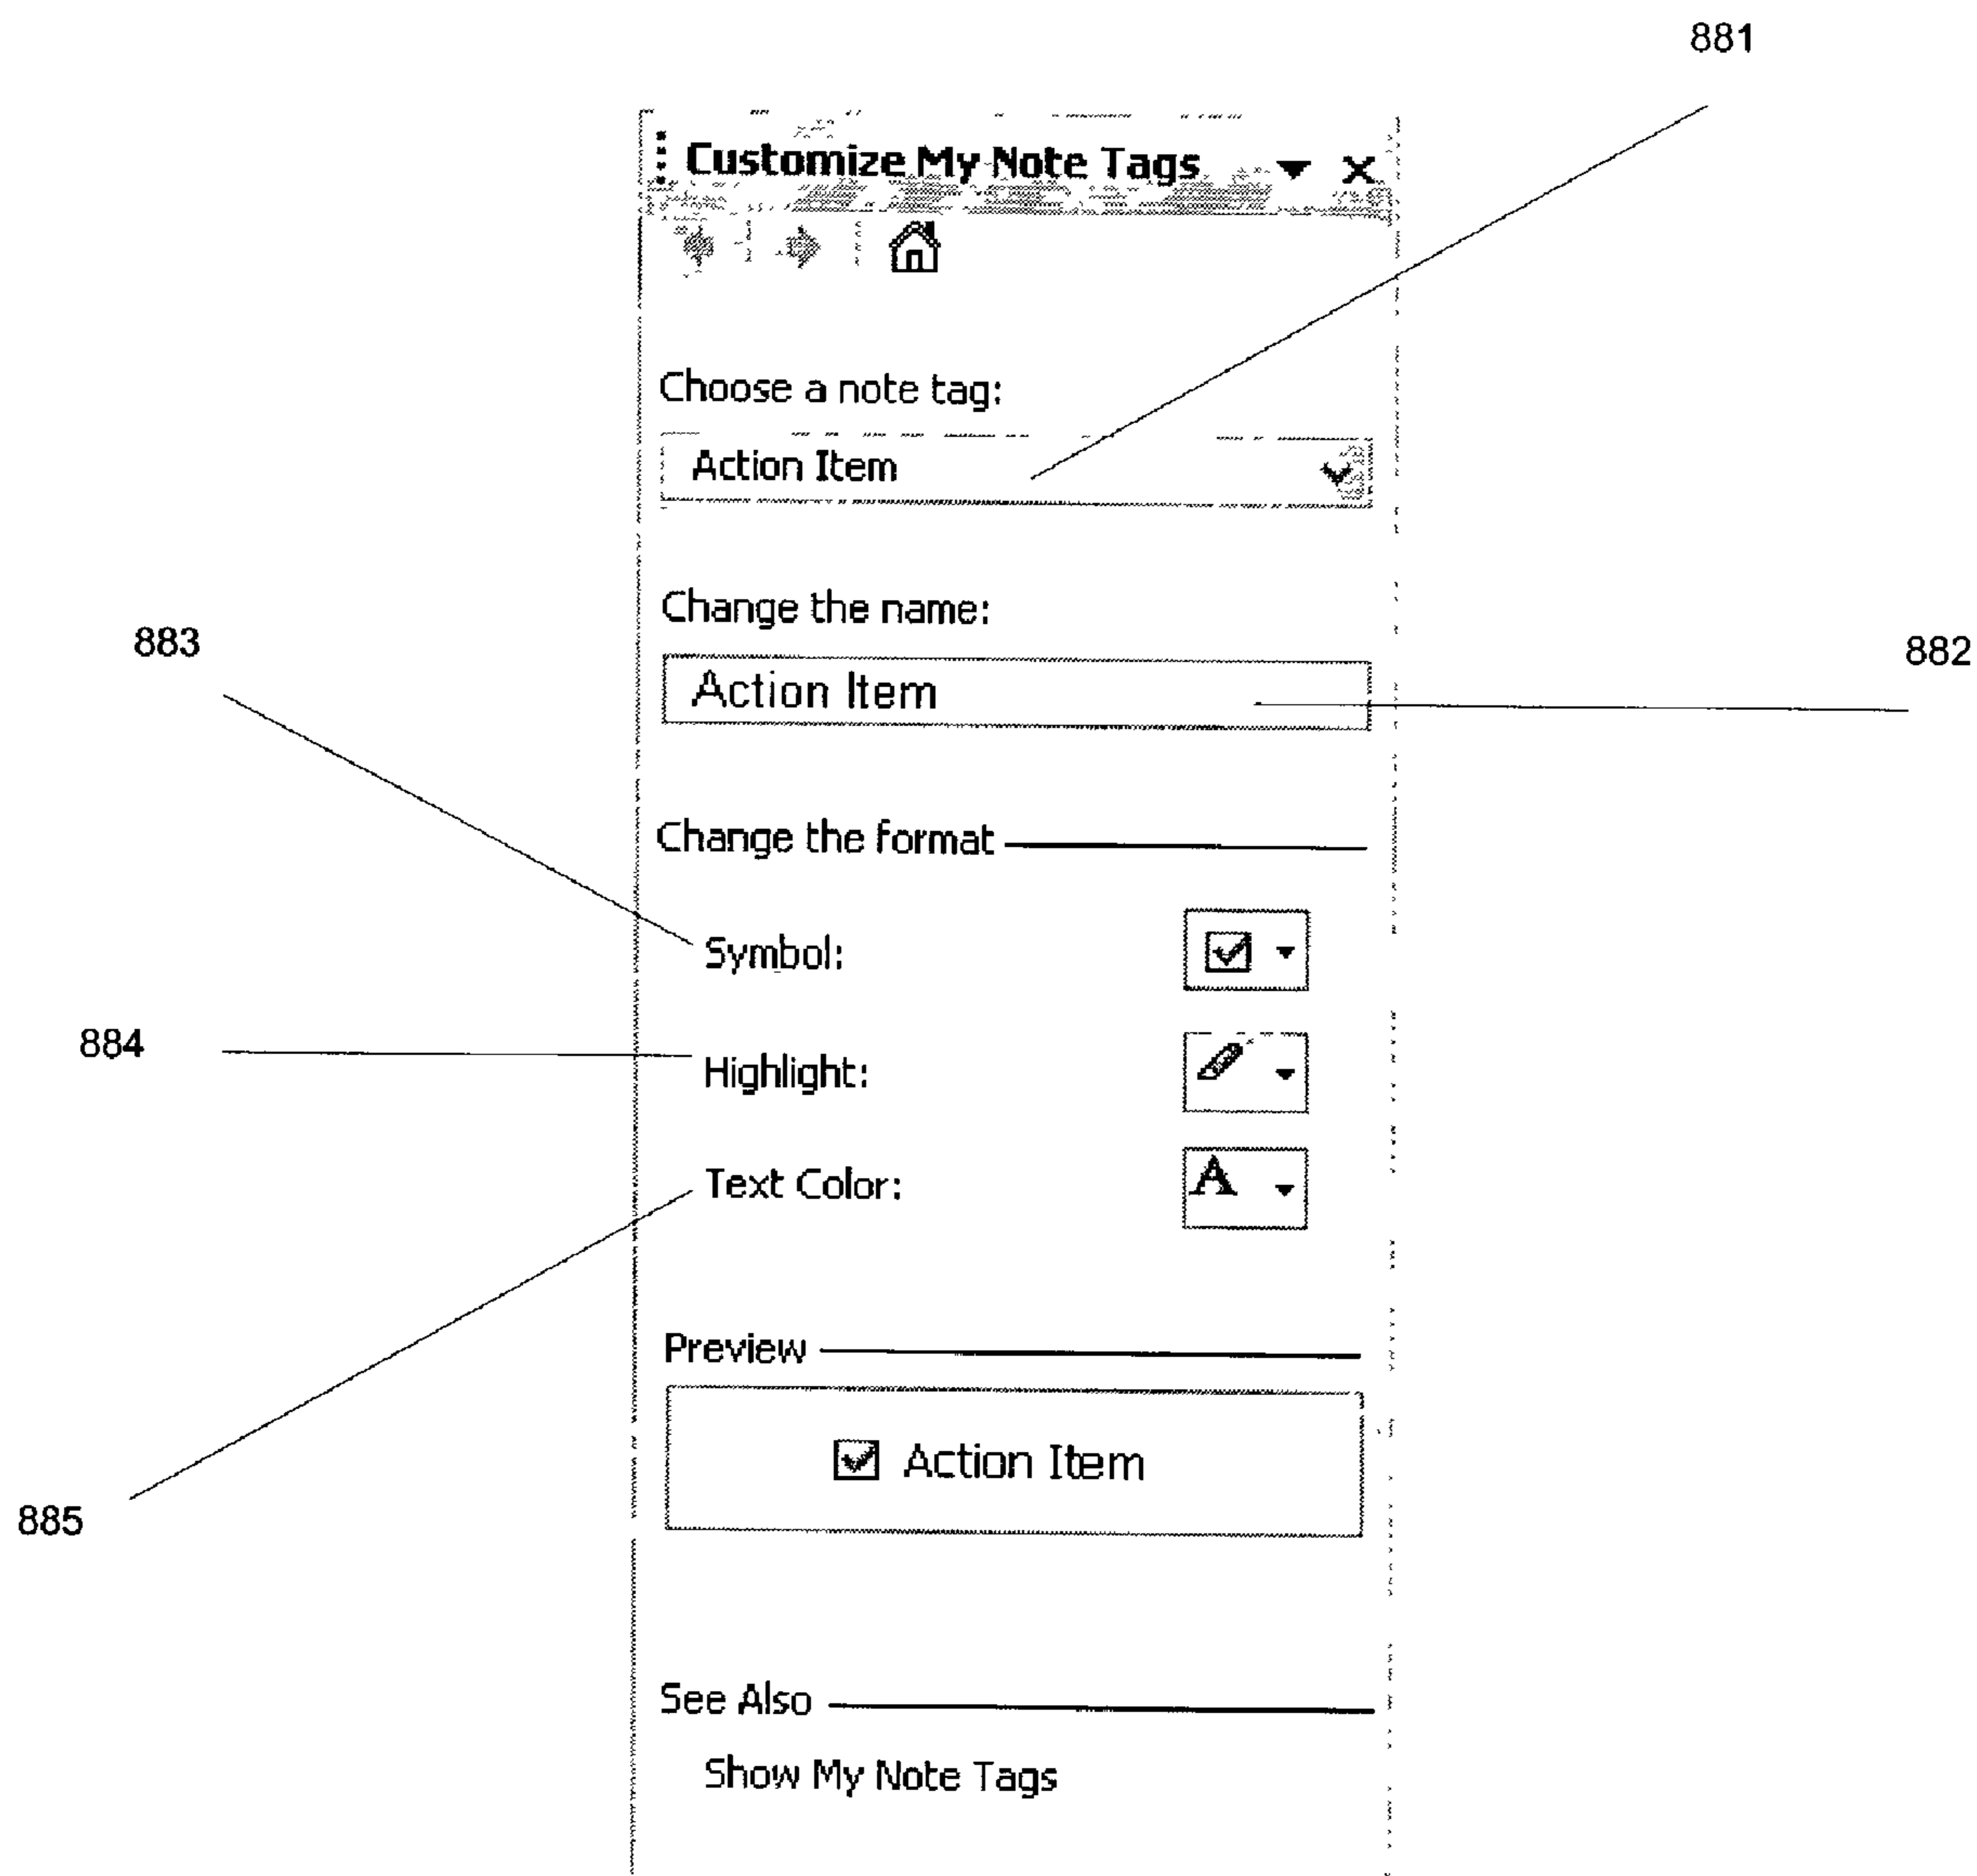 881
Customize My Note Tags
Choose a note tag:
Action Item
Change the name:
883
882
Action Item
Change the format
Symbol:
884
Highlight:
Text Color:
A
Preview
Action Item
885
See Also
Show My Note Tags